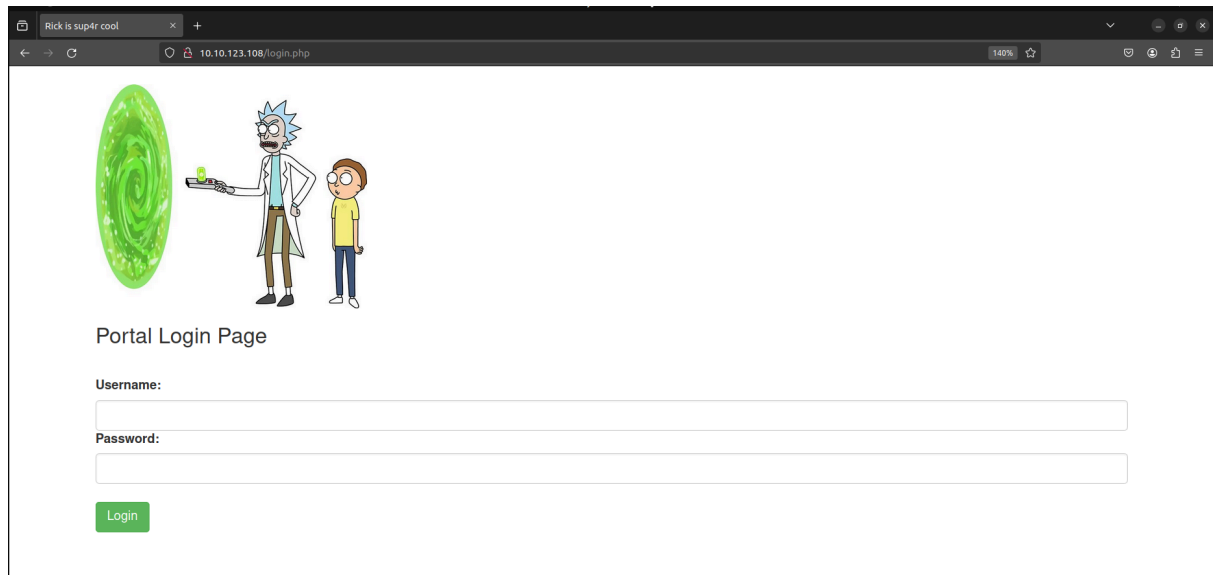 Rick is sup4r cool
10.10.123.108/login.php 140%
Portal Login Page
Username:
Password:
Login